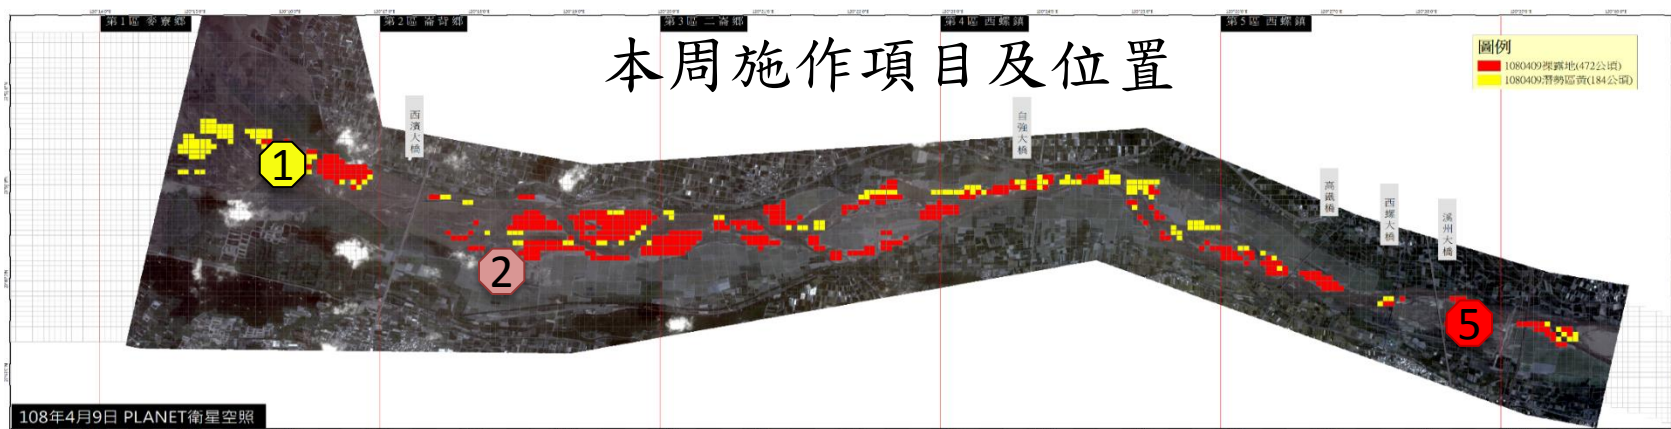 第1區 麥寮鄉
第2區 崙背鄉
第3區 二崙鄉
第4區 西螺鎮
第5區 西螺鎮
本周施作項目及位置
圖例
1080409裸露地(472公頃)
1080409潛勢區黃(184公頃)
西濱大橋
自強大橋
高鐵橋
西螺大橋
溪州大橋
1
2
5
108年4月9日 PLANET衛星空照